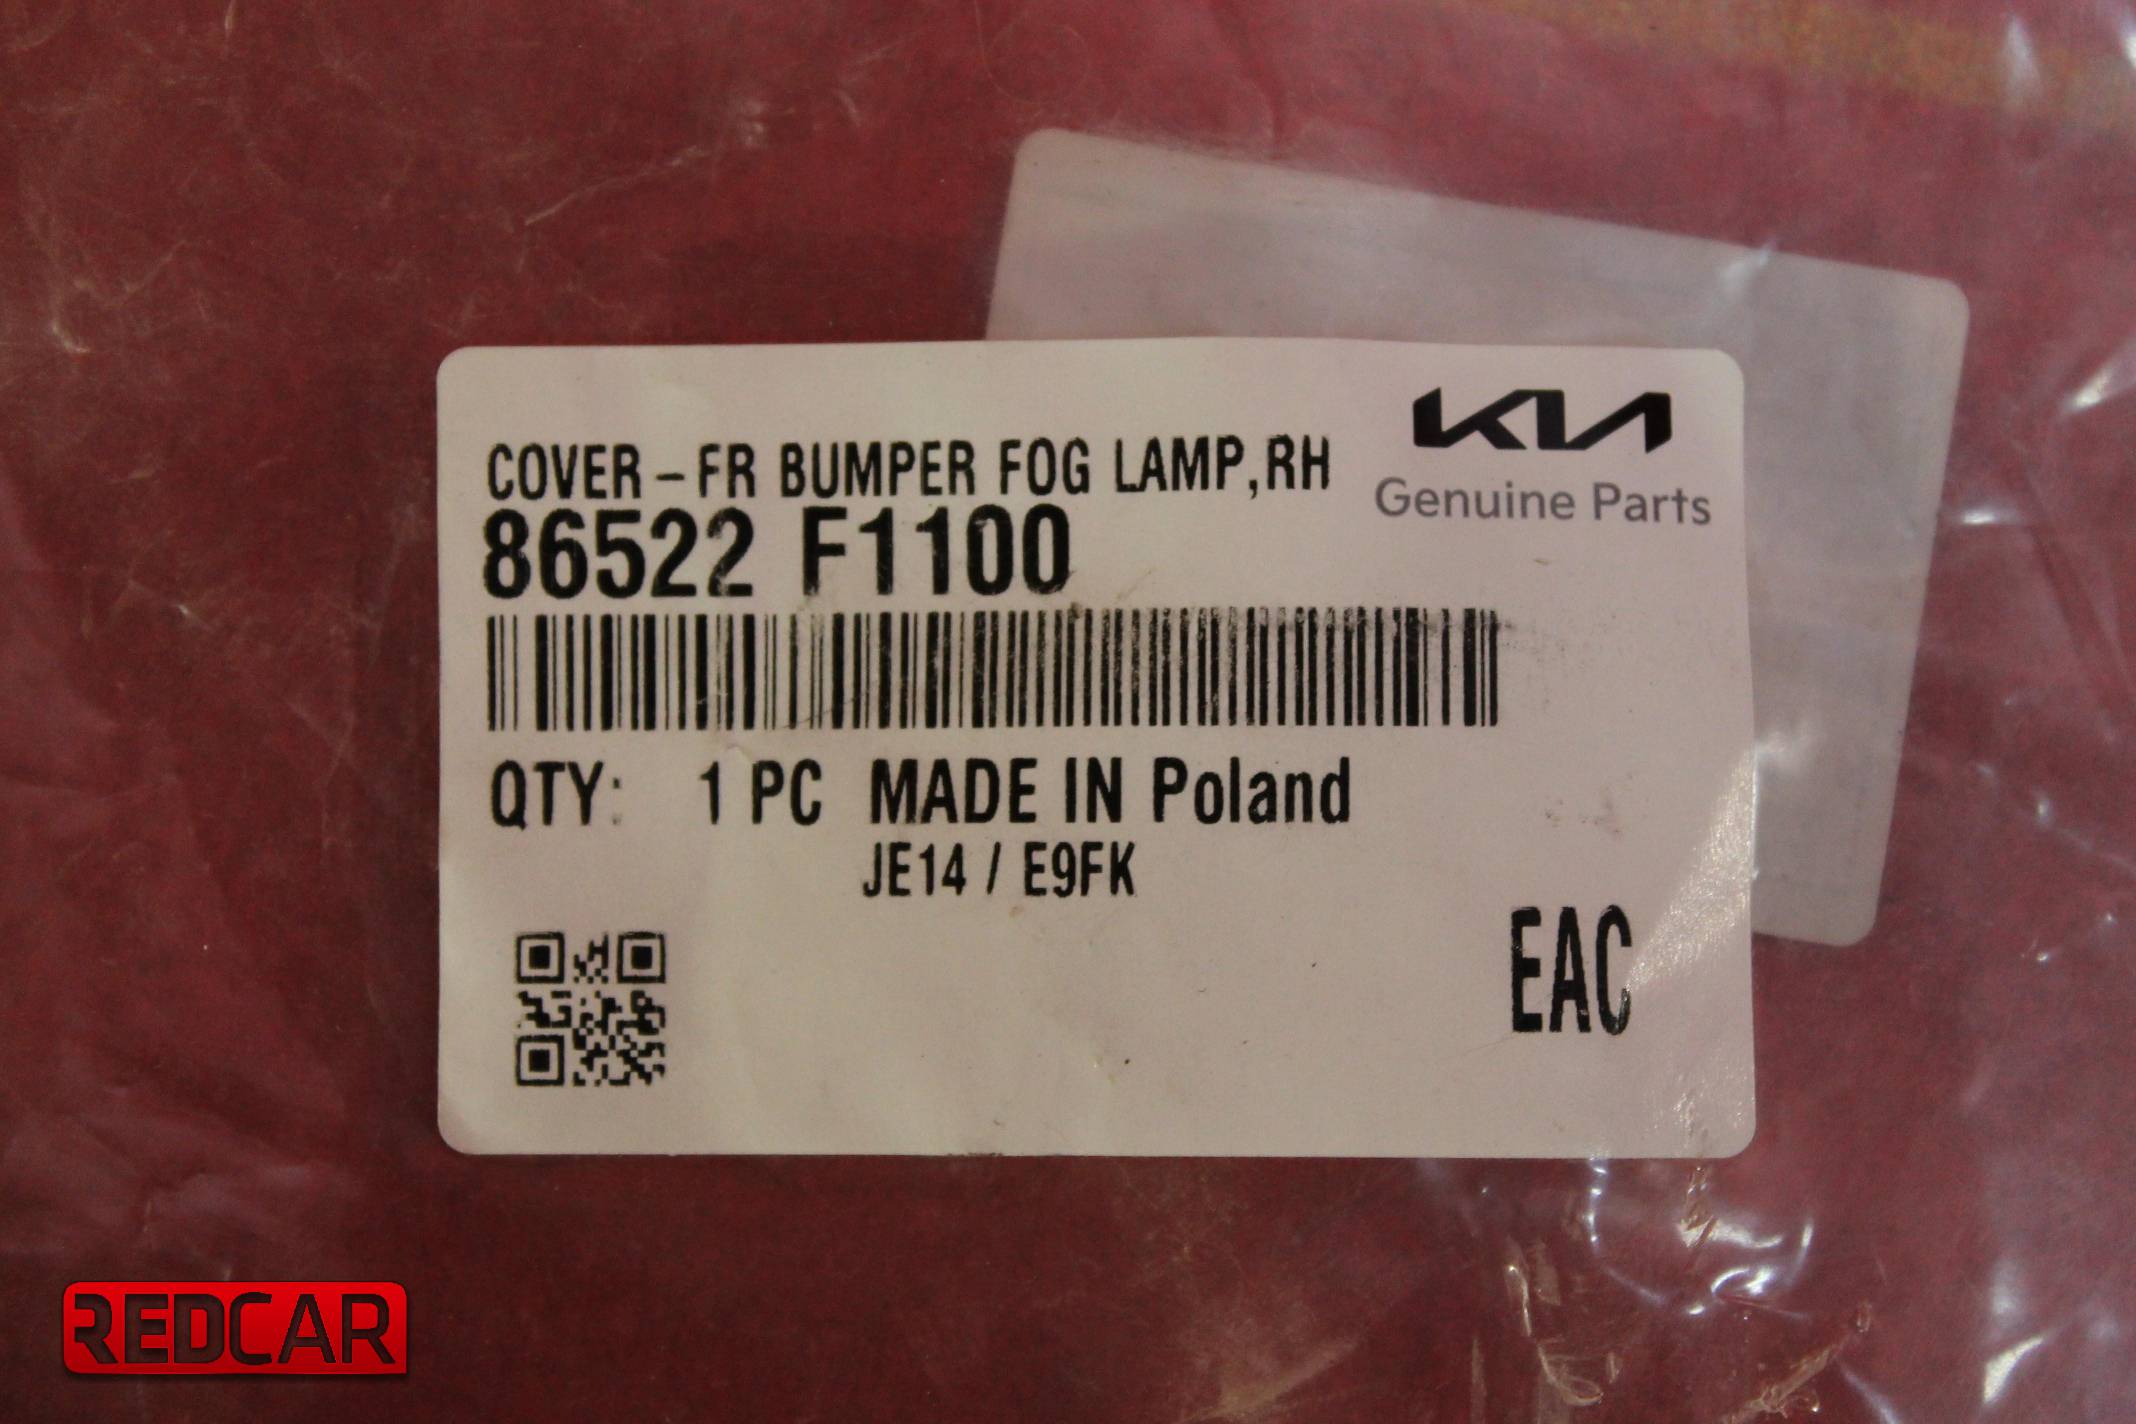 KIA
Genuine Parts
COVER-FR BUMPER FOG LAMP,RH
86522 F1100
QTY: 1 PC MADE IN Poland
JE14 / E9FK
EAC
REDCAR